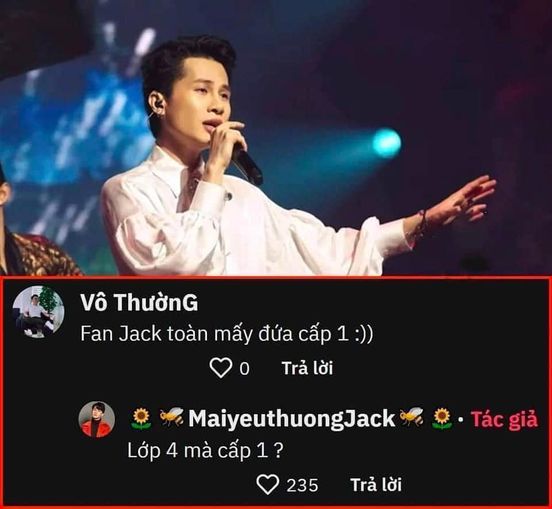 Vô ThườnG
Fan Jack toàn mấy đứa cấp 1 :))
0 Trả lời
🌻🐝MaiyeuthuongJack🐝🌻 · Tác giả
Lớp 4 mà cấp 1 ?
235 Trả lời